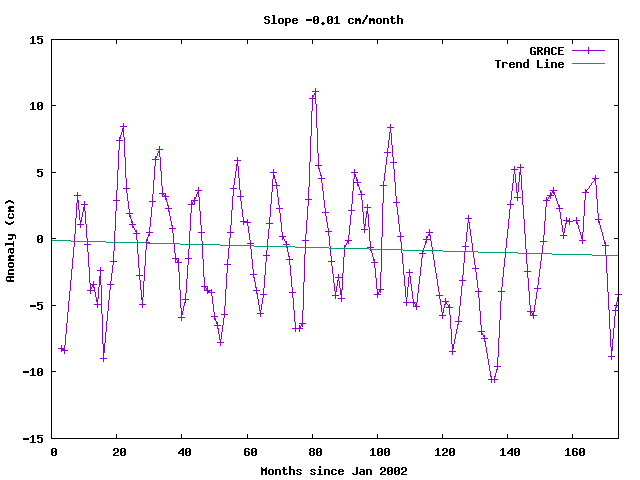 Slope -0.01 cm/month
GRACE
Trend Line
15
10
5
0
-5
-10
-15
Anomaly (cm)
0 20 40 60 80 100 120 140 160
Months since Jan 2002